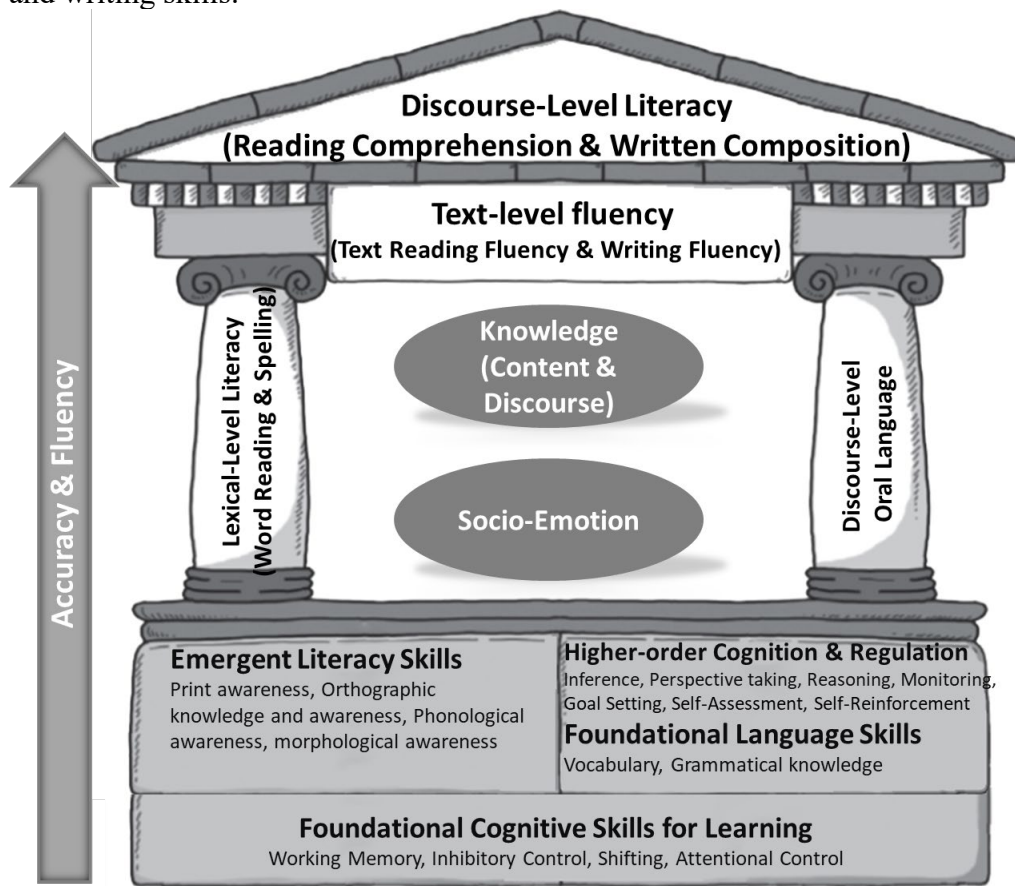 and writing skills.
Discourse-Level Literacy
(Reading Comprehension & Written Composition)
Text-level fluency
(Text Reading Fluency & Writing Fluency)
Accuracy & Fluency
Lexical-Level Literacy
(Word Reading & Spelling)
Knowledge
(Content &
Discourse)
Socio-Emotion
Discourse-Level
Oral Language
Emergent Literacy Skills
Print awareness, Orthographic
knowledge and awareness, Phonological
awareness, morphological awareness
Higher-order Cognition & Regulation
Inference, Perspective taking, Reasoning, Monitoring,
Goal Setting, Self-Assessment, Self-Reinforcement
Foundational Language Skills
Vocabulary, Grammatical knowledge
Foundational Cognitive Skills for Learning
Working Memory, Inhibitory Control, Shifting, Attentional Control